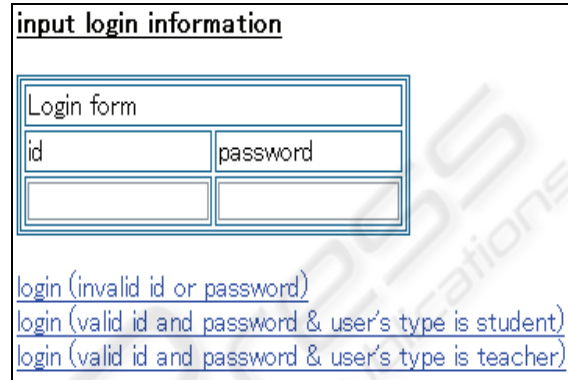 input login information
Login form
id password
login (invalid id or password)
login (valid id and password & user's type is student)
login (valid id and password & user's type is teacher)